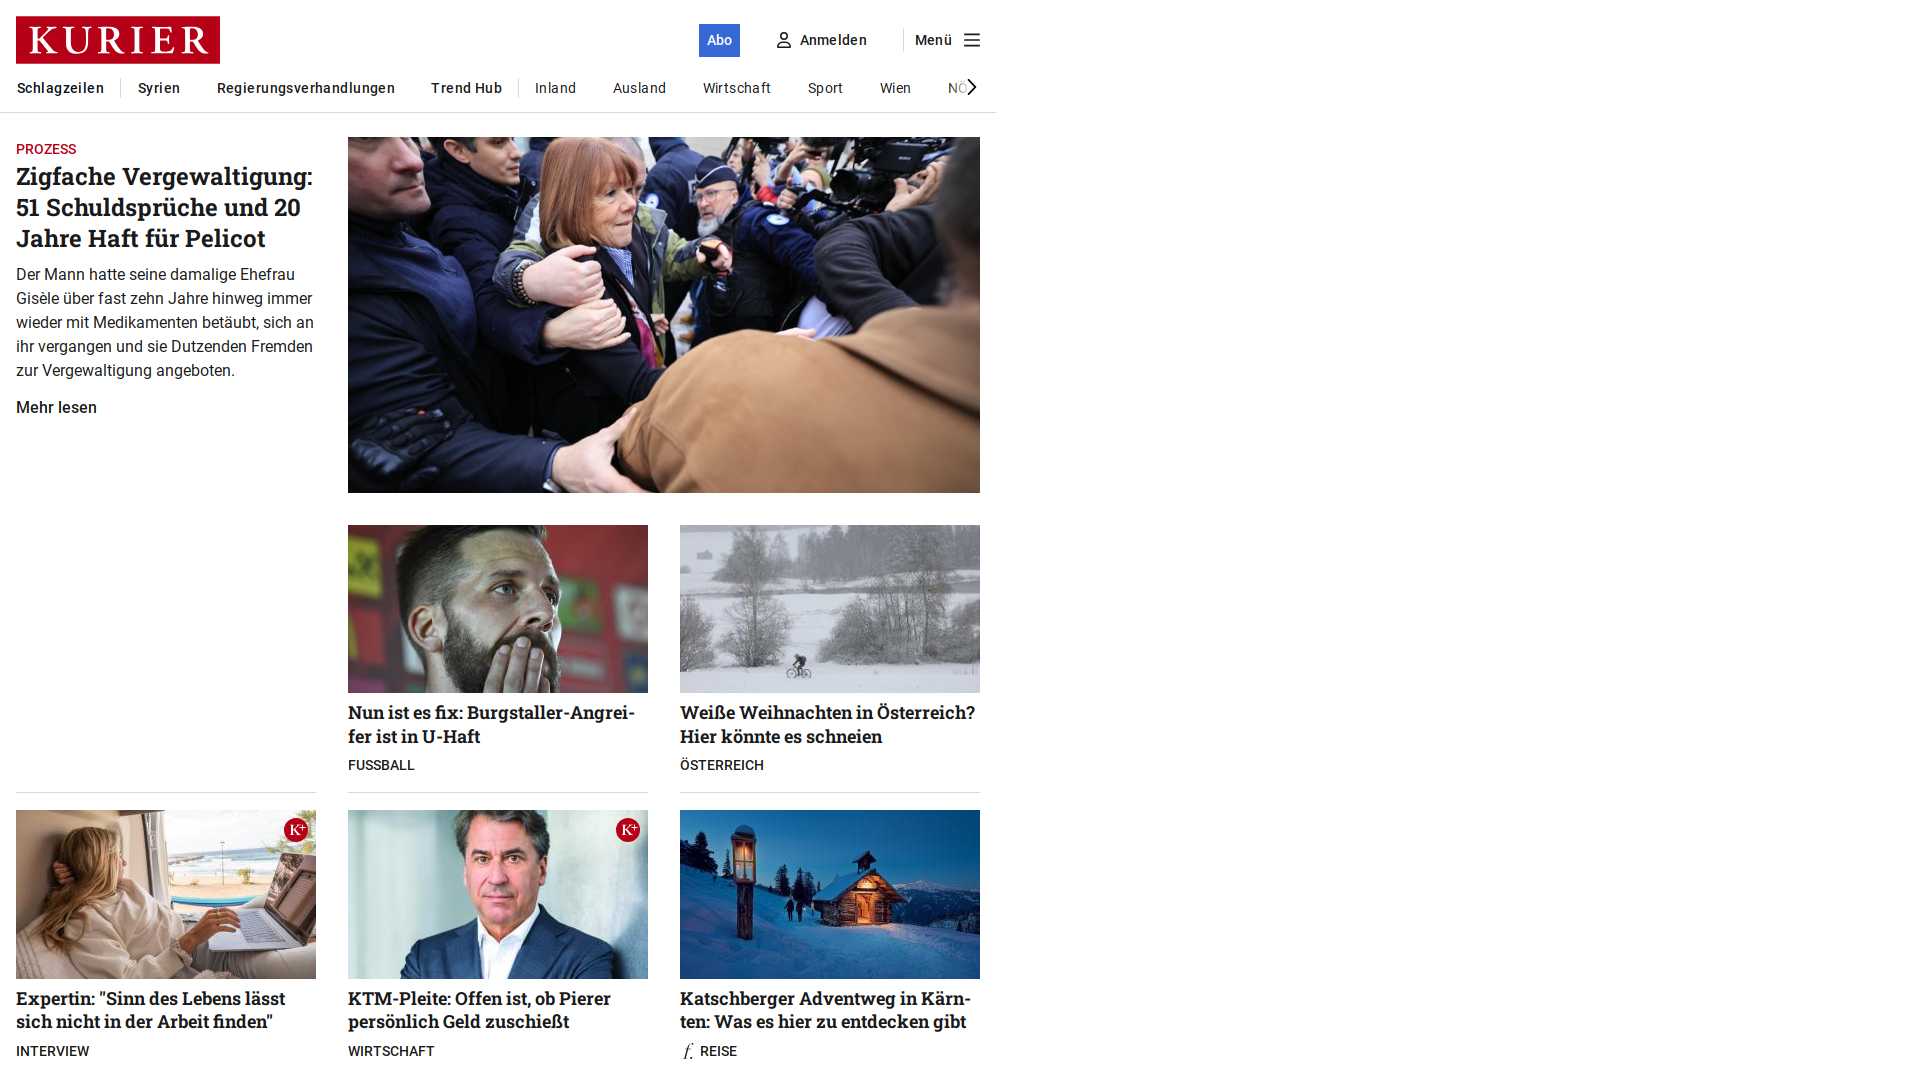 KURIER
Abo
Anmelden
Menü
Schlagzeilen
Syrien
Regierungsverhandlungen
Trend Hub
Inland
Ausland
Wirtschaft
Sport
Wien
NÖ
PROZESS
Zigfache Vergewaltigung:
51 Schuldsprüche und 20
Jahre Haft für Pelicot
Der Mann hatte seine damalige Ehefrau
Gisèle über fast zehn Jahre hinweg immer
wieder mit Medikamenten betäubt, sich an
ihr vergangen und sie Dutzenden Fremden
zur Vergewaltigung angeboten.
Mehr lesen
Nun ist es fix: Burgstaller-Angrei-
fer ist in U-Haft
FUSSBALL
Weiße Weihnachten in Österreich?
Hier könnte es schneien
ÖSTERREICH
K+
Expertin: "Sinn des Lebens lässt
sich nicht in der Arbeit finden"
INTERVIEW
K+
KTM-Pleite: Offen ist, ob Pierer
persönlich Geld zuschießt
WIRTSCHAFT
Katschberger Adventweg in Kärn-
ten: Was es hier zu entdecken gibt
f. REISE